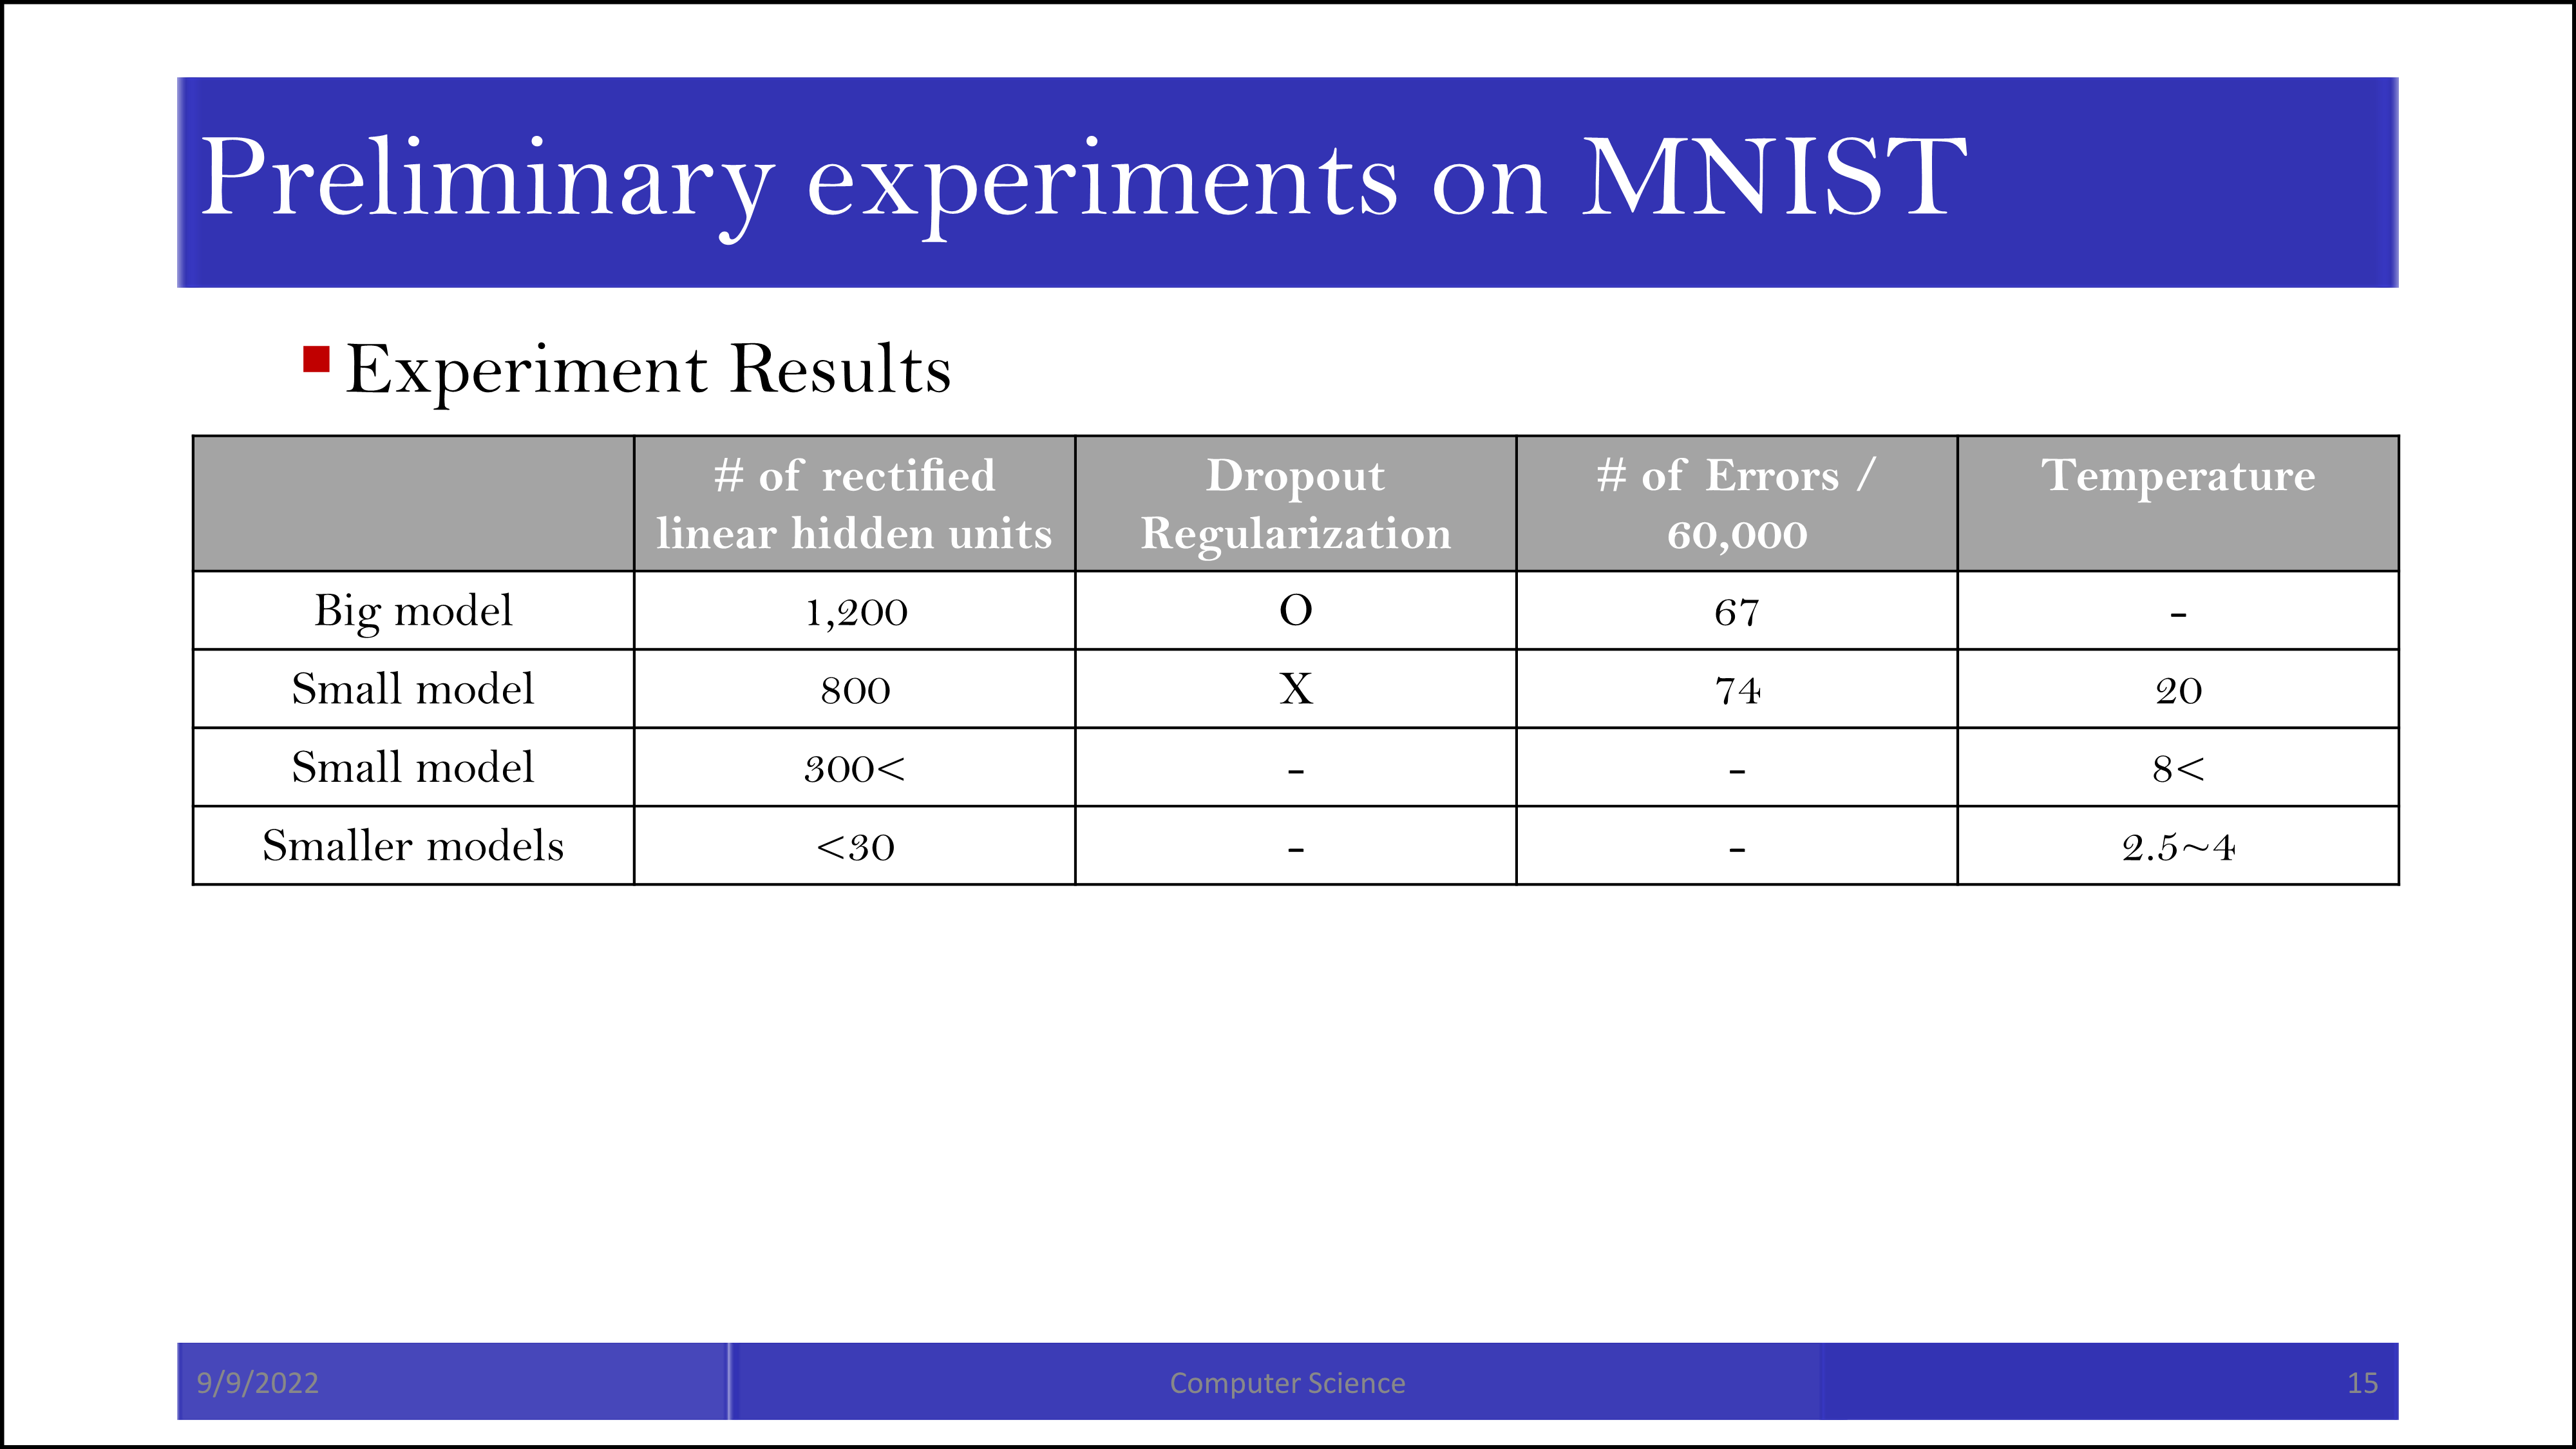 Preliminary experiments on MNIST
Experiment Results
# of rectified linear hidden units
Dropout Regularization
# of Errors / 60,000
Temperature
Big model 1,200 O 67 -
Small model 800 X 74 20
Small model 300< - - 8<
Smaller models <30 - - 2.5~4
9/9/2022 Computer Science 15